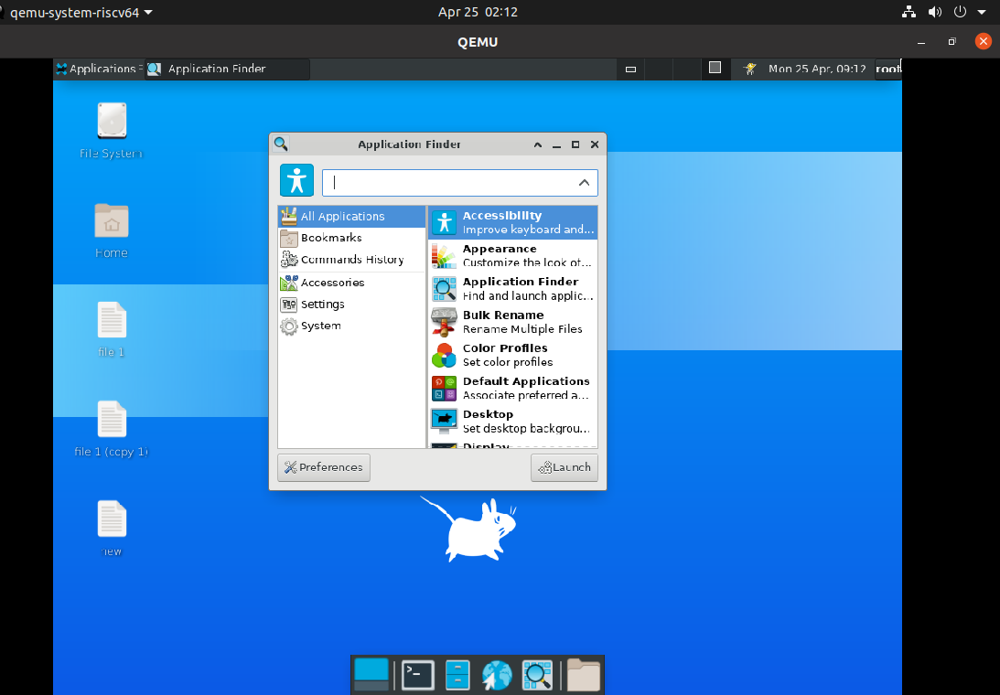 qemu-system-riscv64
Apr 25 02:12
QEMU
Applications
Application Finder
Mon 25 Apr, 09:12
root
File System
Home
file 1
file 1 (copy 1)
new
Application Finder
All Applications
Bookmarks
Commands History
Accessories
Settings
System
Accessibility
Improve keyboard and...
Appearance
Customize the look of...
Application Finder
Find and launch applic...
Bulk Rename
Rename Multiple Files
Color Profiles
Set color profiles
Default Applications
Associate preferred a...
Desktop
Set desktop backgrou...
Display
Preferences
Launch